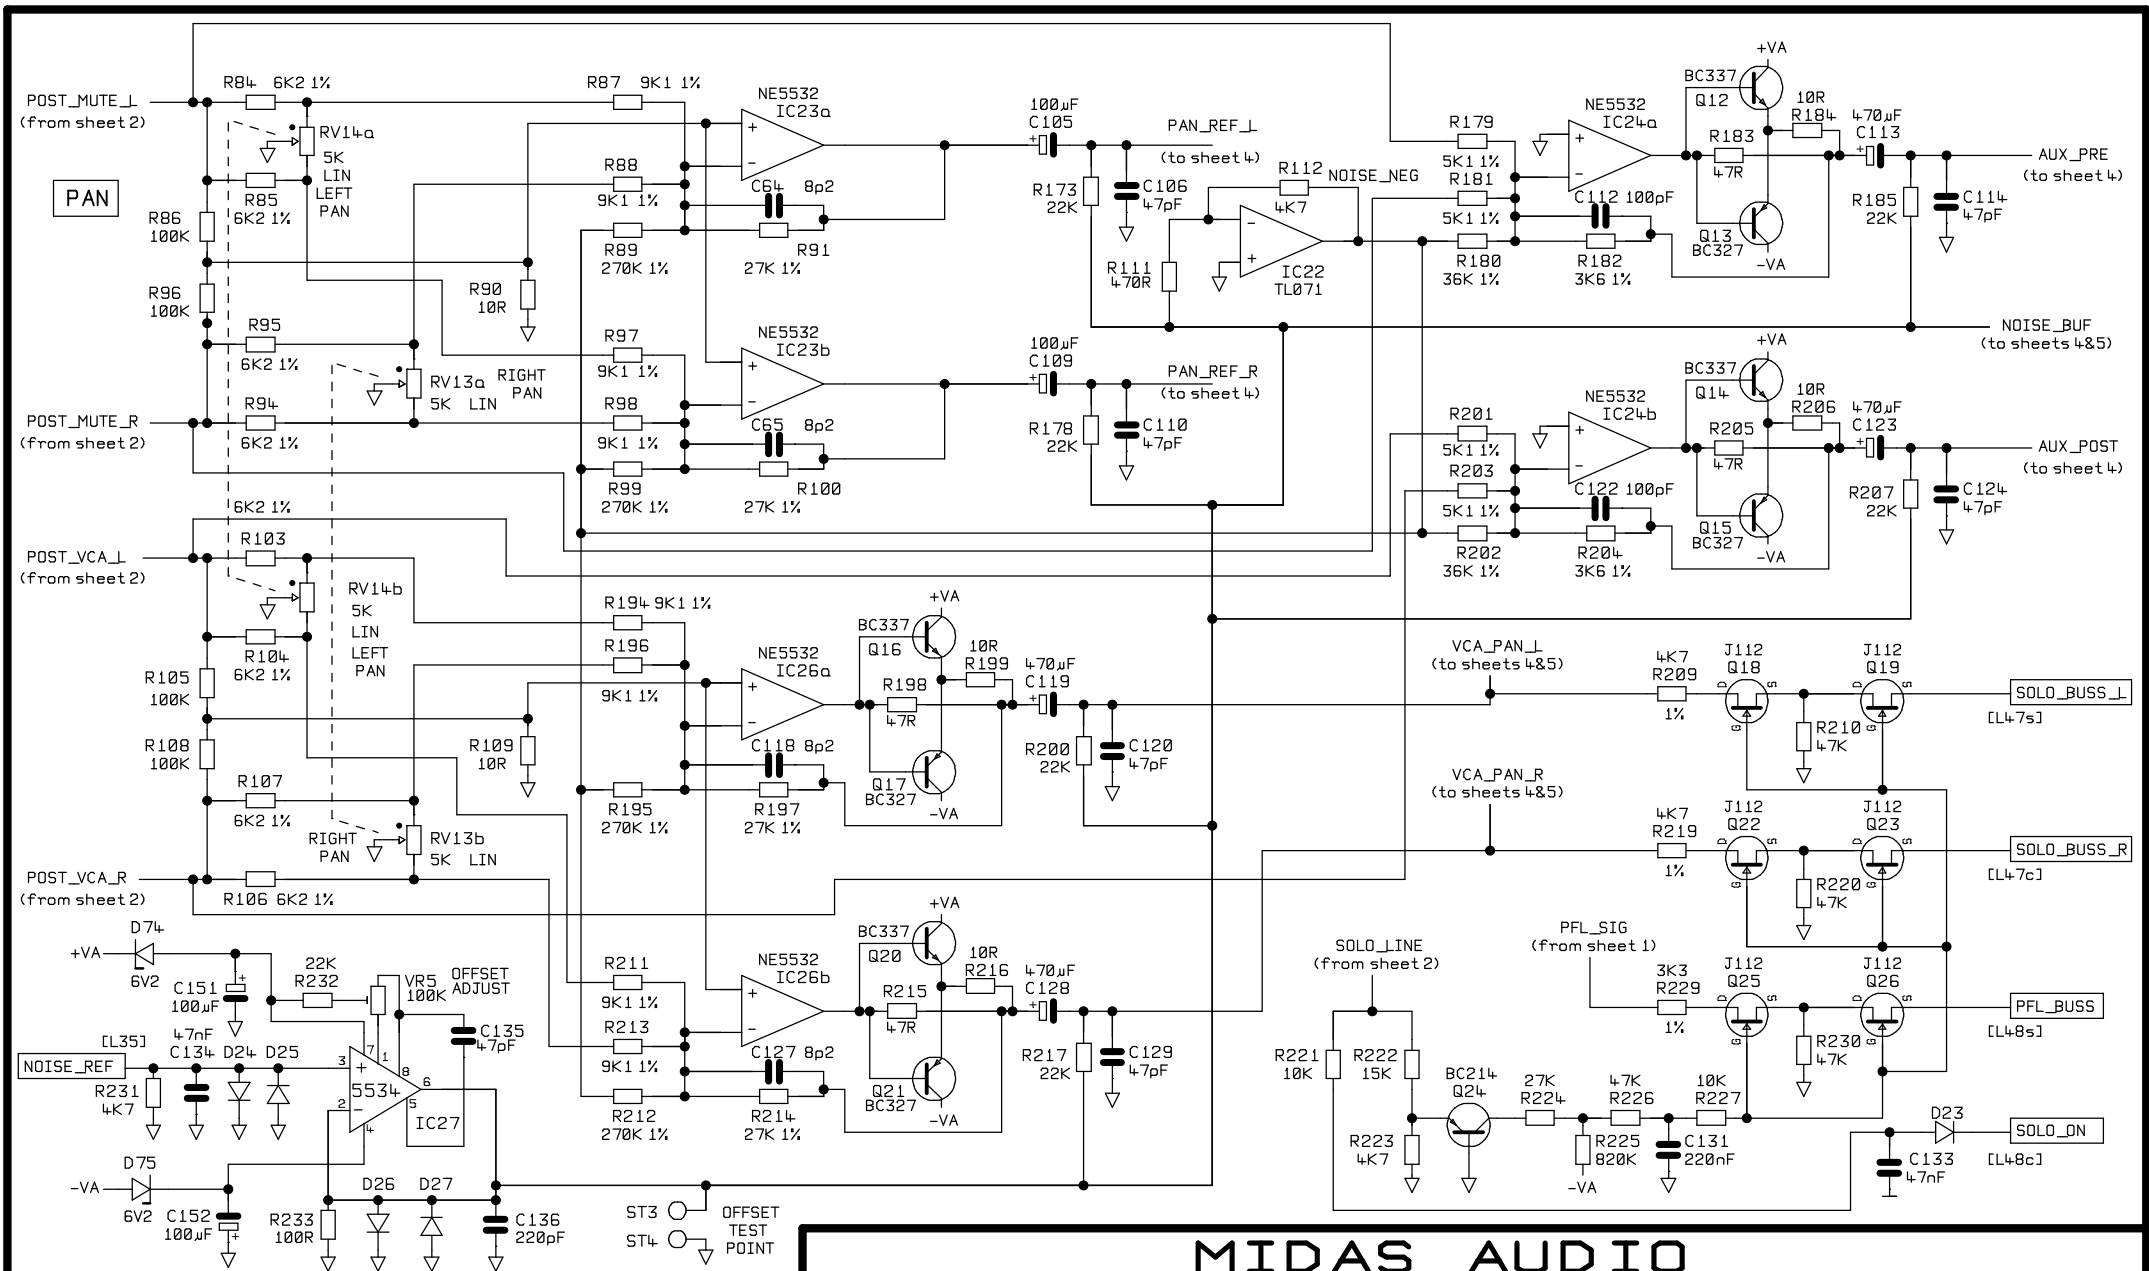 POST_MUTE_L
(from sheet 2)
R84 6K2 1%
RV14a
5K
LIN
LEFT
PAN
R85
6K2 1%
PAN
R86
100K
R96
100K
R95
6K2 1%
R94
6K2 1%
RV13a
5K LIN
RIGHT
PAN
POST_MUTE_R
(from sheet 2)
R87 9K1 1%
R88
9K1 1%
R89
270K 1%
R90
10R
NE5532
IC23a
C64 8p2
R91
27K 1%
100µF
C105
+
PAN_REF_L
(to sheet 4)
R173
22K
C106
47pF
R97
9K1 1%
R98
9K1 1%
R99
270K 1%
NE5532
IC23b
C65 8p2
R100
27K 1%
100µF
C109
+
PAN_REF_R
(to sheet 4)
R178
22K
C110
47pF
R112
4K7
NOISE_NEG
R111
470R
IC22
TL071
R179
5K1 1%
R181
5K1 1%
R180
36K 1%
NE5532
IC24a
C112 100pF
R182
3K6 1%
+VA
BC337
Q12
R183
47R
10R
R184
Q13
BC327
-VA
470µF
C113
+
R185
22K
C114
47pF
AUX_PRE
(to sheet 4)
NOISE_BUF
(to sheets 4&5)
R201
5K1 1%
R203
5K1 1%
R202
36K 1%
NE5532
IC24b
C122 100pF
R204
3K6 1%
+VA
BC337
Q14
R205
47R
10R
R206
Q15
BC327
-VA
470µF
C123
+
R207
22K
C124
47pF
AUX_POST
(to sheet 4)
POST_VCA_L
(from sheet 2)
6K2 1%
R103
RV14b
5K
LIN
LEFT
PAN
R104
6K2 1%
R105
100K
R108
100K
R107
6K2 1%
RIGHT
PAN
RV13b
5K LIN
POST_VCA_R
(from sheet 2)
R106 6K2 1%
R109
10R
R194 9K1 1%
R196
9K1 1%
R195
270K 1%
NE5532
IC26a
C118 8p2
R197
27K 1%
+VA
BC337
Q16
R198
47R
10R
R199
Q17
BC327
-VA
470µF
C119
+
R200
22K
C120
47pF
R211
9K1 1%
R213
9K1 1%
R212
270K 1%
NE5532
IC26b
C127 8p2
R214
27K 1%
+VA
BC337
Q20
R215
47R
10R
R216
Q21
BC327
-VA
470µF
C128
+
R217
22K
C129
47pF
VCA_PAN_L
(to sheets 4&5)
4K7
R209
1%
J112
Q18
D S
G
R210
47K
J112
Q19
D S
G
SOLO_BUSS_L
[L47s]
VCA_PAN_R
(to sheets 4&5)
4K7
R219
1%
J112
Q22
D S
G
R220
47K
J112
Q23
D S
G
SOLO_BUSS_R
[L47c]
PFL_SIG
(from sheet 1)
3K3
R229
1%
J112
Q25
D S
G
R230
47K
J112
Q26
D S
G
PFL_BUSS
[L48s]
SOLO_LINE
(from sheet 2)
R221
10K
R222
15K
R223
4K7
BC214
Q24
27K
R224
47K
R226
10K
R227
R225
820K
-VA
C131
220nF
D23
C133
47nF
SOLO_ON
[L48c]
D74
+VA
6V2
C151
100µF
+
22K
R232
VR5
100K
OFFSET
ADJUST
C135
47pF
[L35]
NOISE_REF
R231
4K7
47nF
C134
D24
D25
3
+
7
1
8
5534
6
5
2
-
4
IC27
D75
-VA
6V2
C152
100µF
+
R233
100R
D26
D27
C136
220pF
ST3
ST4
OFFSET
TEST
POINT
MIDAS AUDIO